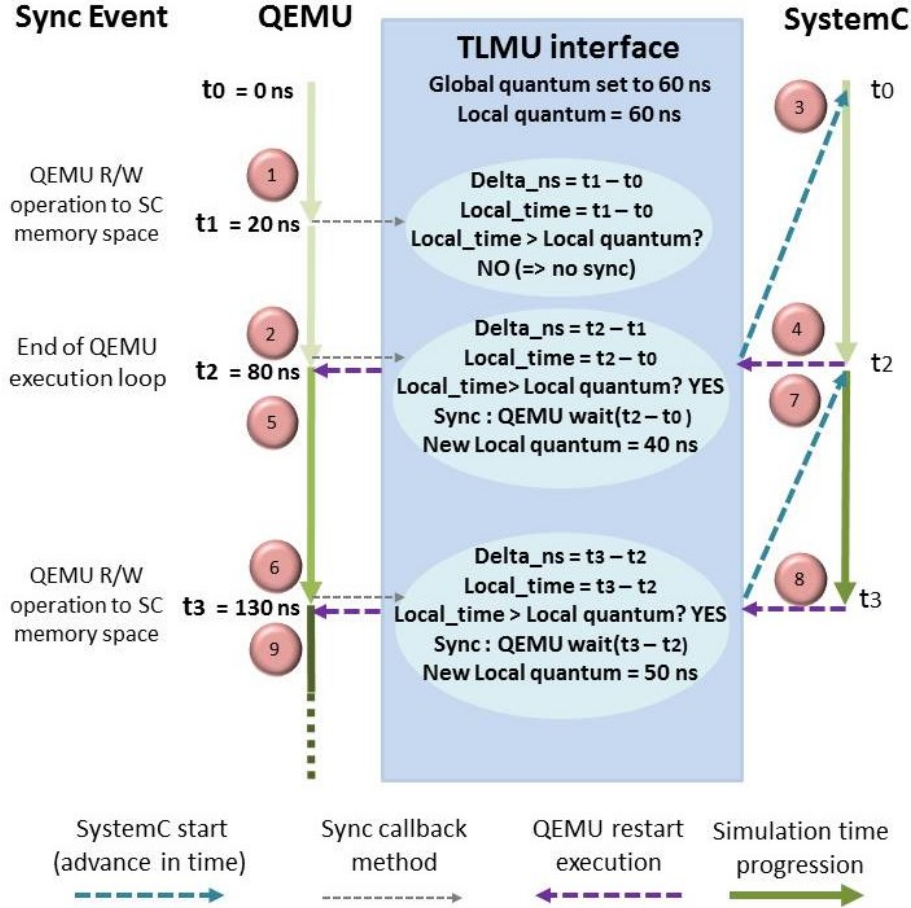 Sync Event
QEMU
SystemC
TLMU interface
Global quantum set to 60 ns
Local quantum = 60 ns
t0 = 0 ns
3
t0
1
QEMU R/W
operation to SC
memory space
t1 = 20 ns
Delta_ns = t1 – t0
Local_time = t1 – t0
Local_time > Local quantum?
NO (=> no sync)
2
4
End of QEMU
execution loop
t2 = 80 ns
Delta_ns = t2 – t1
Local_time = t2 – t0
Local_time> Local quantum? YES
Sync : QEMU wait(t2 – t0 )
New Local quantum = 40 ns
t2
5
7
6
8
QEMU R/W
operation to SC
memory space
t3 = 130 ns
Delta_ns = t3 – t2
Local_time = t3 – t2
Local_time > Local quantum? YES
Sync : QEMU wait(t3 – t2)
New Local quantum = 50 ns
t3
9
SystemC start
(advance in time)
Sync callback
method
QEMU restart
execution
Simulation time
progression